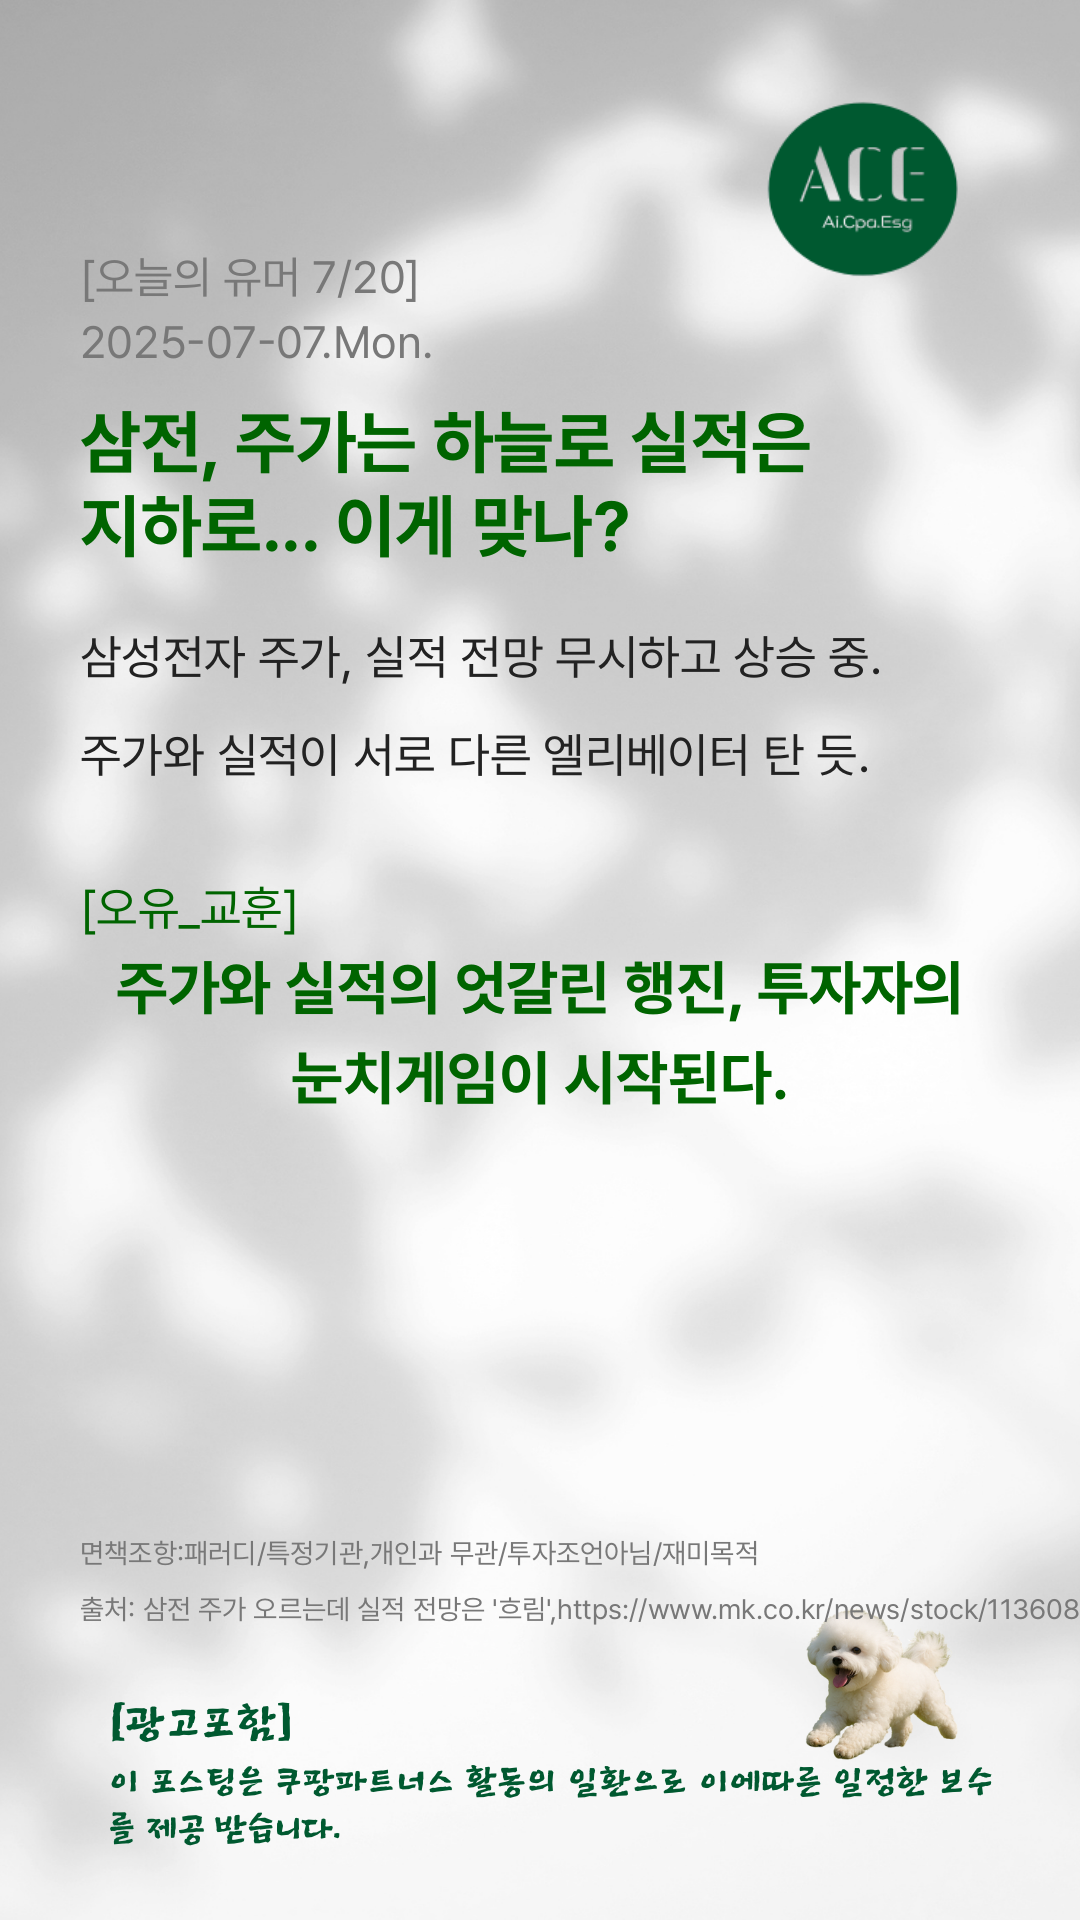 ACE
Ai.Cpa.Esg
[오늘의 유머 7/20]
2025-07-07.Mon.
삼전, 주가는 하늘로 실적은
지하로... 이게 맞나?
삼성전자 주가, 실적 전망 무시하고 상승 중.
주가와 실적이 서로 다른 엘리베이터 탄 듯.
[오유_교훈]
주가와 실적의 엇갈린 행진, 투자자의
눈치게임이 시작된다.
면책조항:패러디/특정기관,개인과 무관/투자조언아님/재미목적
출처: 삼전 주가 오르는데 실적 전망은 '흐림',https://www.mk.co.kr/news/stock/113608
[광고포함]
이 포스팅은 쿠팡파트너스 활동의 일환으로 이에따른 일정한 보수
를 제공 받습니다.